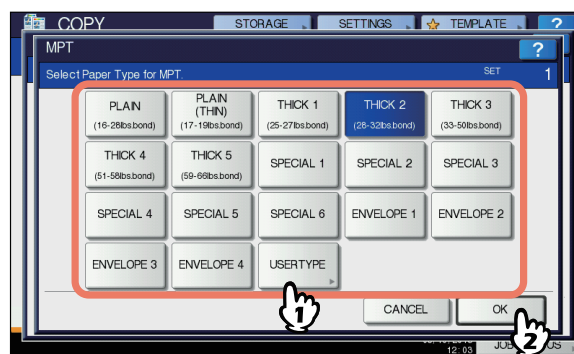 COPY STORAGE SETTINGS TEMPLATE ?
MPT ?
Select Paper Type for MPT. SET 1
PLAIN
(16-28lbs.bond)
PLAIN
(THIN)
(17-19lbs.bond)
THICK 1
(25-27lbs.bond)
THICK 2
(28-32lbs.bond)
THICK 3
(33-50lbs.bond)
THICK 4
(51-58lbs.bond)
THICK 5
(59-66lbs.bond)
SPECIAL 1
SPECIAL 2
SPECIAL 3
SPECIAL 4
SPECIAL 5
SPECIAL 6
ENVELOPE 1
ENVELOPE 2
ENVELOPE 3
ENVELOPE 4
USERTYPE
1
CANCEL
OK
2
12:03